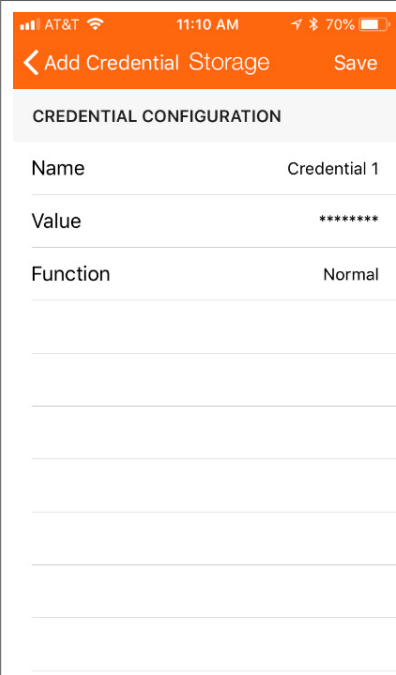 AT&T 11:10 AM 70%
Add Credential Storage Save
CREDENTIAL CONFIGURATION
Name Credential 1
Value ********
Function Normal